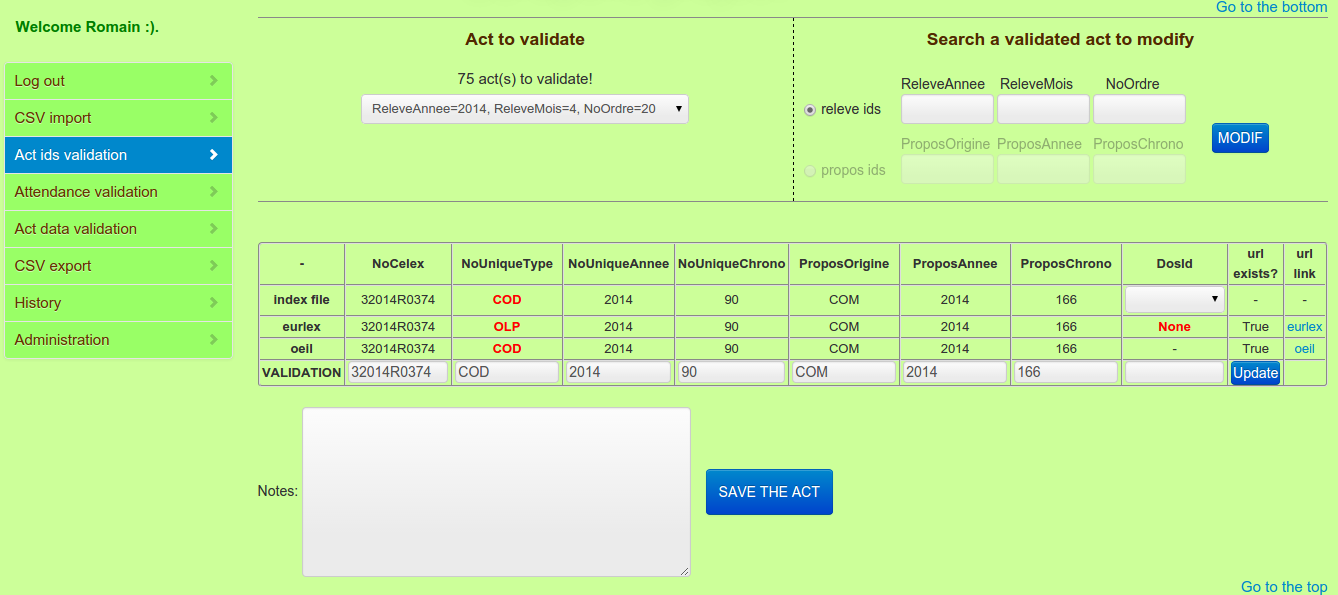 Go to the bottom
Welcome Romain :).
Log out
CSV import
Act ids validation
Attendance validation
Act data validation
CSV export
History
Administration
Act to validate
75 act(s) to validate!
ReleveAnnee=2014, ReleveMois=4, NoOrdre=20
Search a validated act to modify
ReleveAnnee ReleveMois NoOrdre
releve ids
MODIF
ProposOrigine ProposAnnee ProposChrono
propos ids
- NoCelex NoUniqueType NoUniqueAnnee NoUniqueChrono ProposOrigine ProposAnnee ProposChrono DosId url exists? url link
index file 32014R0374 COD 2014 90 COM 2014 166 - -
eurlex 32014R0374 OLP 2014 90 COM 2014 166 None True eurlex
oeil 32014R0374 COD 2014 90 COM 2014 166 - True oeil
VALIDATION 32014R0374 COD 2014 90 COM 2014 166 Update
Notes:
SAVE THE ACT
Go to the top